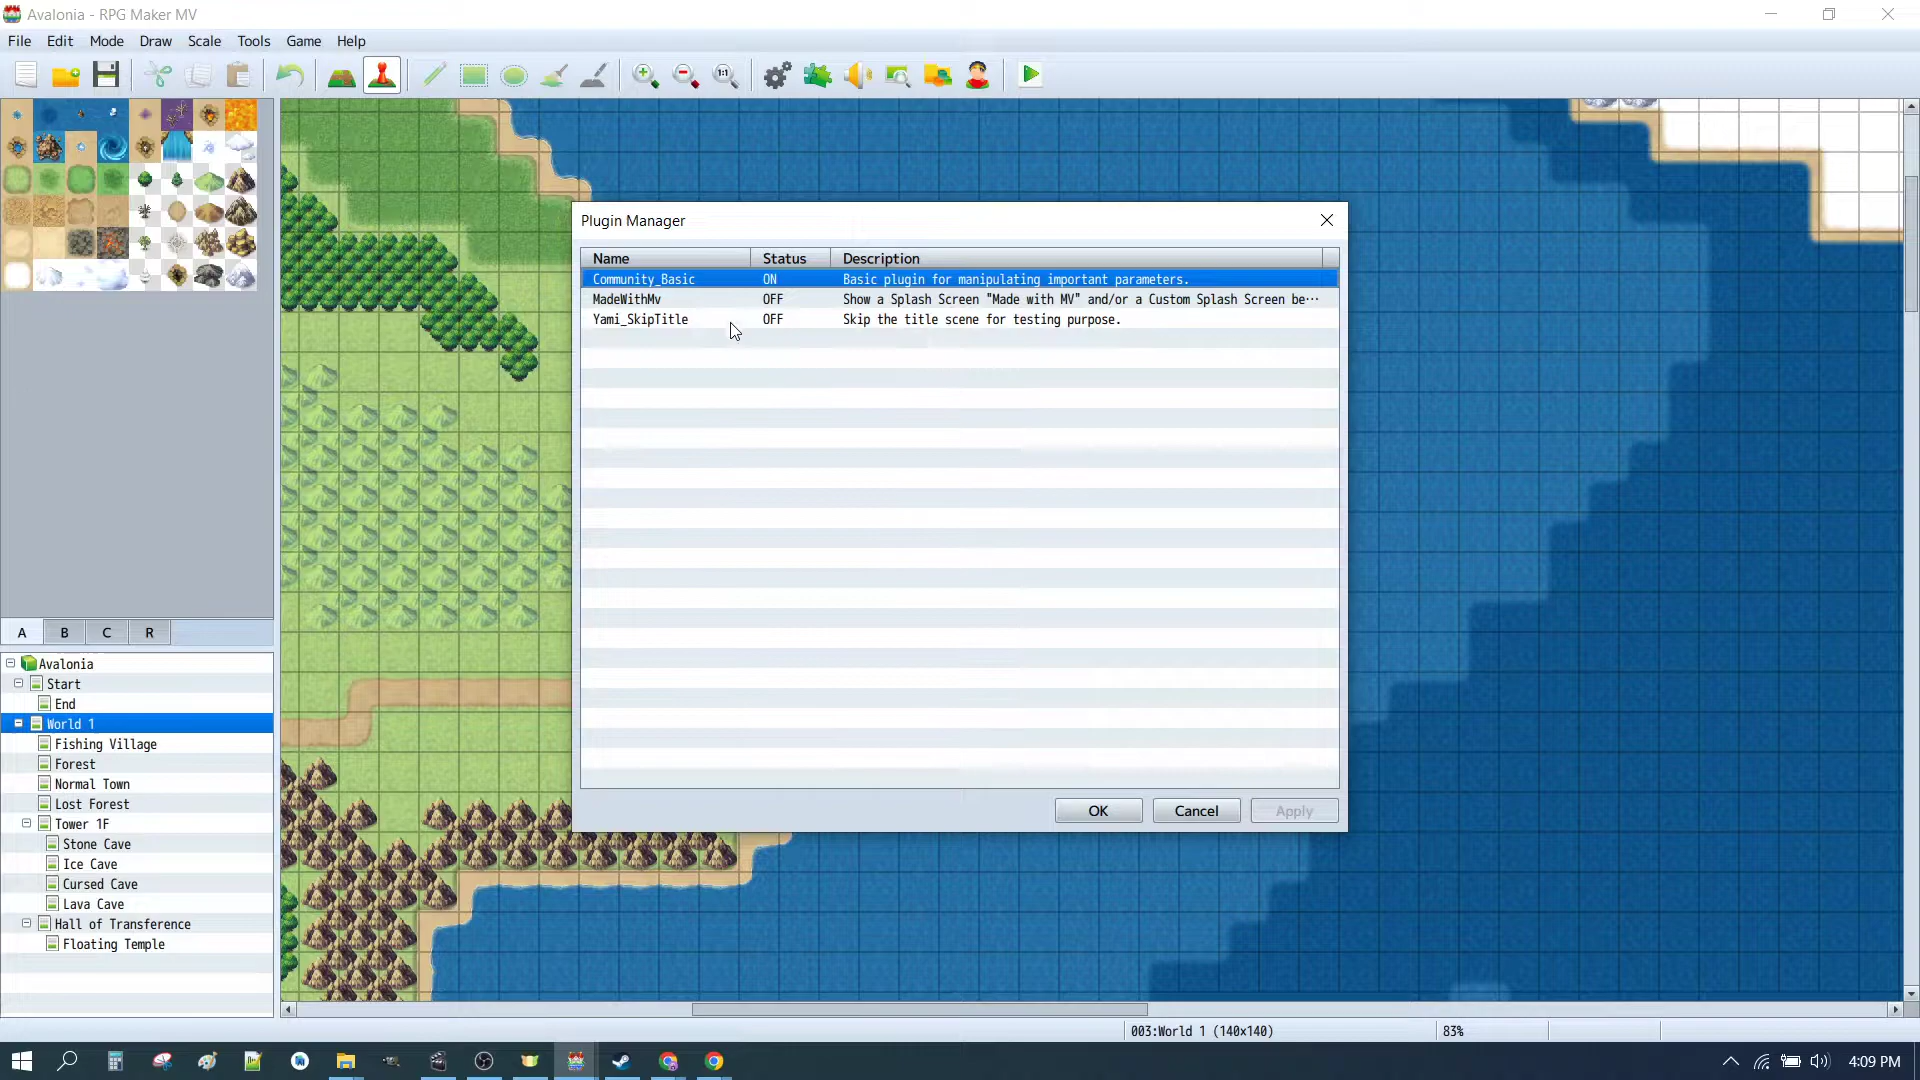 Avalonia - RPG Maker MV
File Edit Mode Draw Scale Tools Game Help
1:1
Plugin Manager
Name Status Description
Community_Basic ON Basic plugin for manipulating important parameters.
MadeWithMv OFF Show a Splash Screen "Made with MV" and/or a Custom Splash Screen be⋯
Yami_SkipTitle OFF Skip the title scene for testing purpose.
OK Cancel Apply
A B C R
Avalonia
Start
End
World 1
Fishing Village
Forest
Normal Town
Lost Forest
Tower 1F
Stone Cave
Ice Cave
Cursed Cave
Lava Cave
Hall of Transference
Floating Temple
003:World 1 (140x140) 83%
4:09 PM